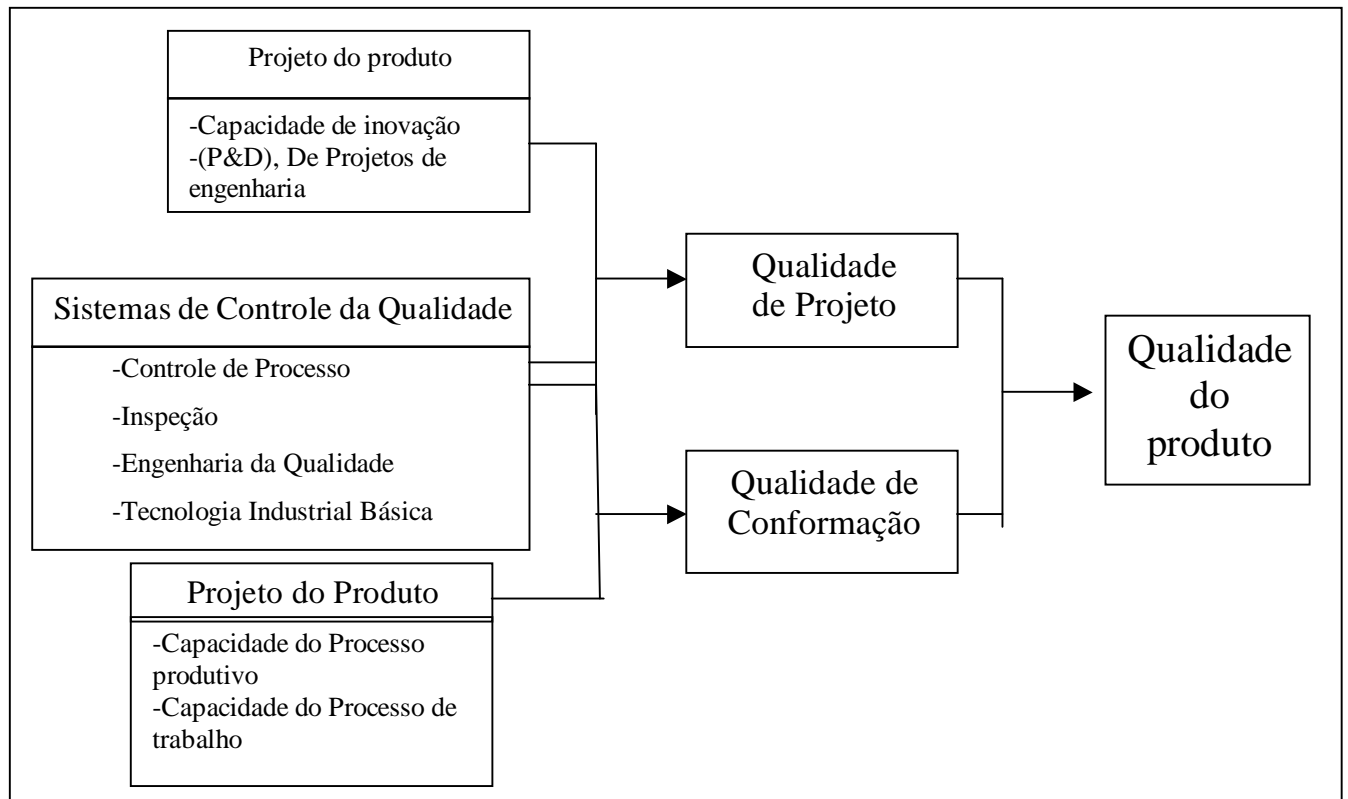 Projeto do produto
-Capacidade de inovação
-(P&D), De Projetos de
engenharia
Sistemas de Controle da Qualidade
-Controle de Processo
-Inspeção
-Engenharia da Qualidade
-Tecnologia Industrial Básica
Projeto do Produto
-Capacidade do Processo
produtivo
-Capacidade do Processo de
trabalho
Qualidade
de Projeto
Qualidade de
Conformação
Qualidade
do
produto